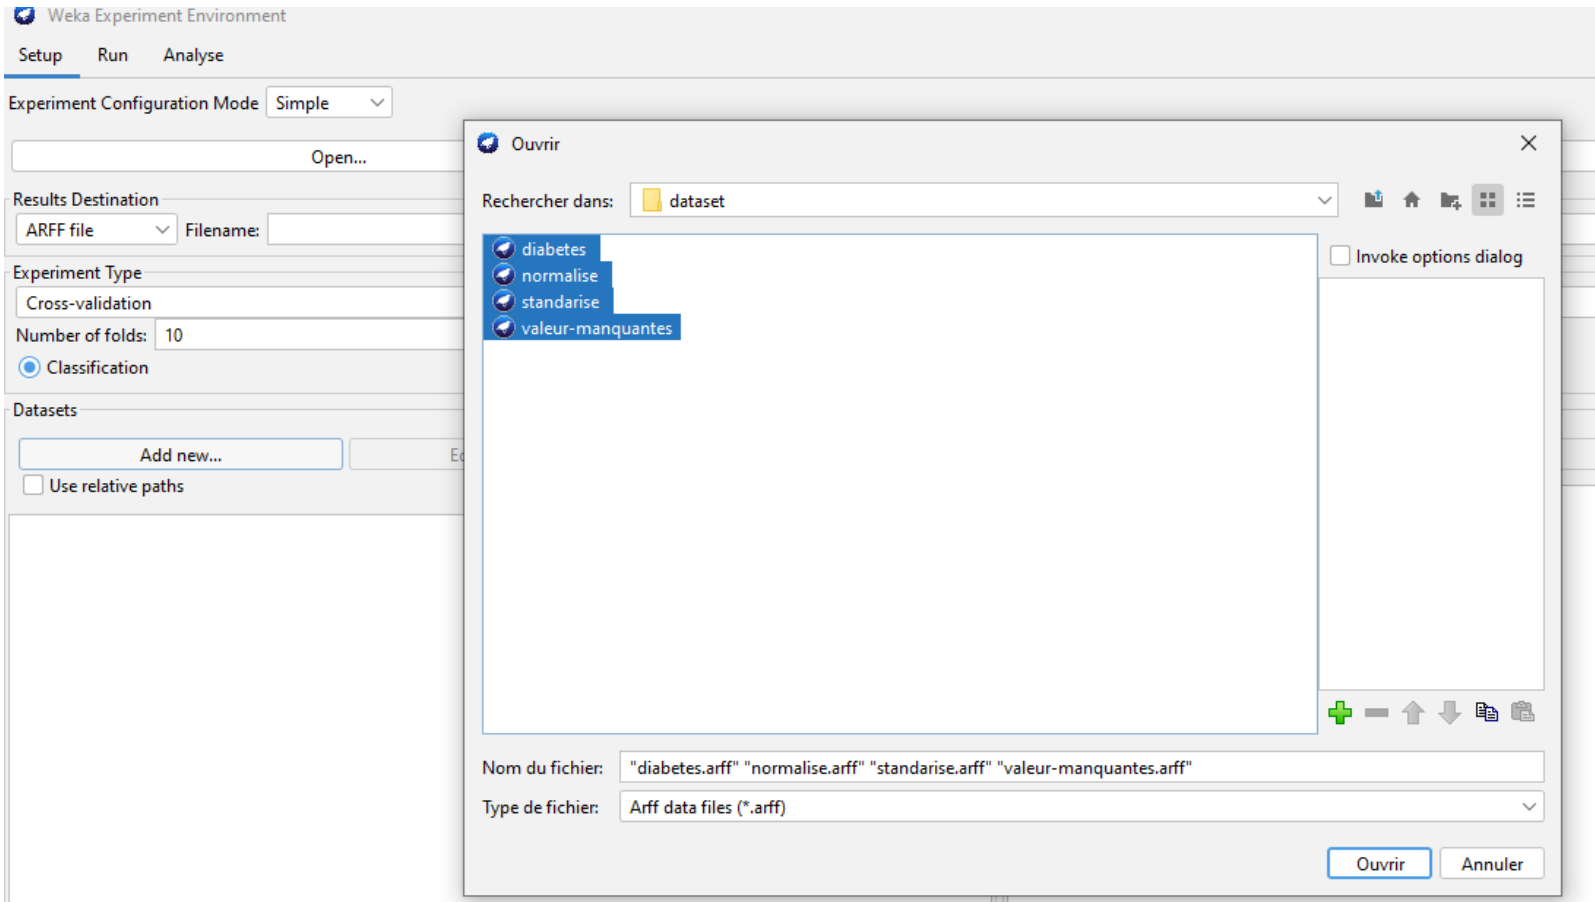 Weka Experiment Environment
Setup Run Analyse
Experiment Configuration Mode Simple
Open...
Results Destination
ARFF file Filename:
Experiment Type
Cross-validation
Number of folds: 10
Classification
Datasets
Add new...
Use relative paths
Ouvrir
Rechercher dans: dataset
diabetes
normalise
standarise
valeur-manquantes
Invoke options dialog
Nom du fichier: "diabetes.arff" "normalise.arff" "standarise.arff" "valeur-manquantes.arff"
Type de fichier: Arff data files (*.arff)
Ouvrir Annuler